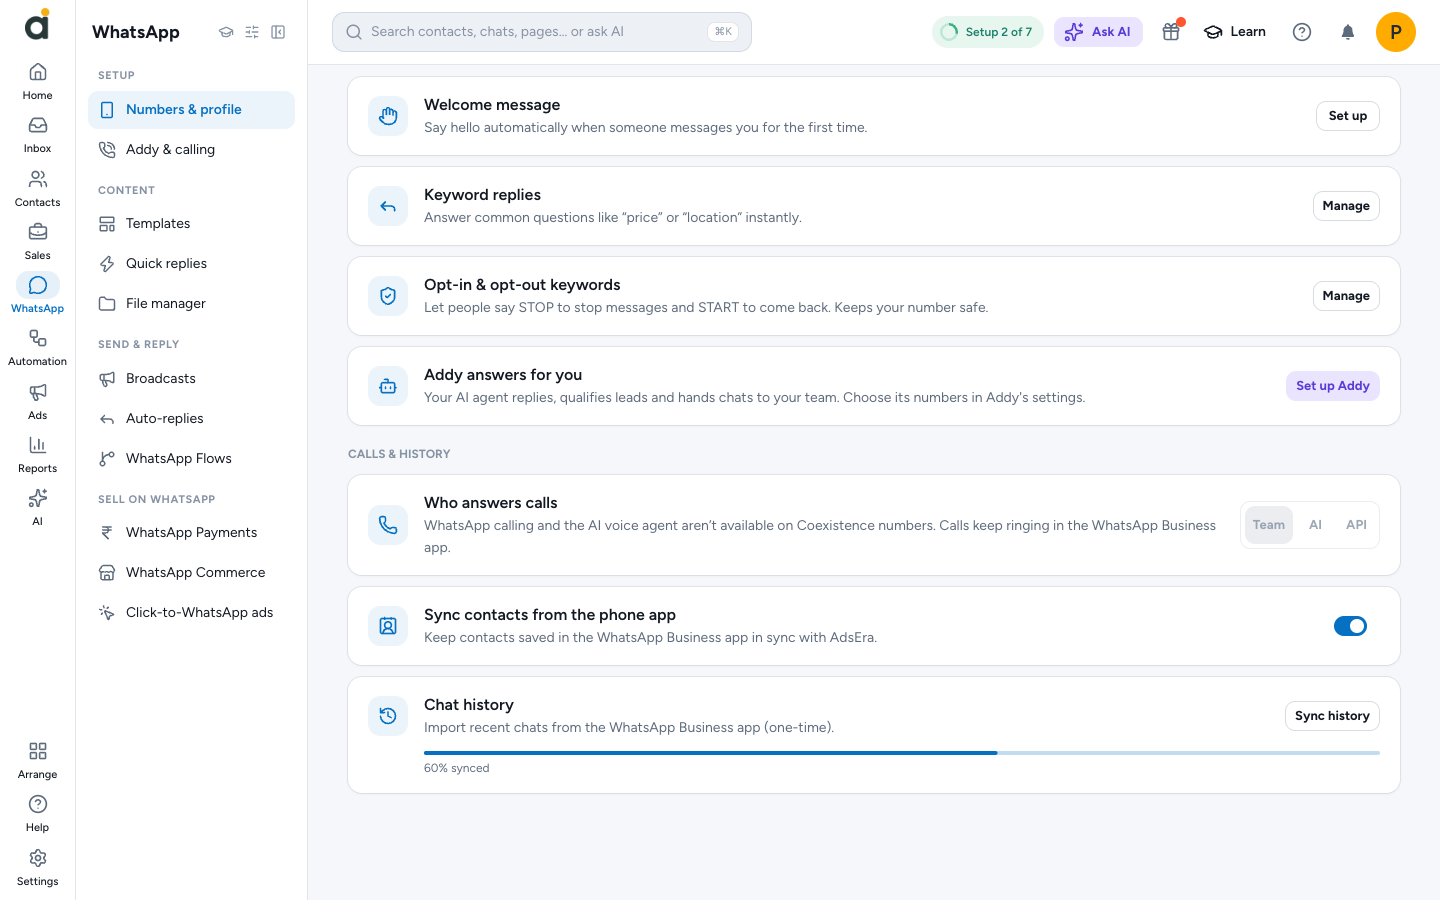 WhatsApp
Search contacts, chats, pages... or ask AI
⌘K
Setup 2 of 7
Ask AI
Learn
P
Home
Inbox
Contacts
Sales
WhatsApp
Automation
Ads
Reports
AI
Arrange
Help
Settings
SETUP
Numbers & profile
Addy & calling
CONTENT
Templates
Quick replies
File manager
SEND & REPLY
Broadcasts
Auto-replies
WhatsApp Flows
SELL ON WHATSAPP
WhatsApp Payments
WhatsApp Commerce
Click-to-WhatsApp ads
Welcome message
Say hello automatically when someone messages you for the first time.
Set up
Keyword replies
Answer common questions like “price” or “location” instantly.
Manage
Opt-in & opt-out keywords
Let people say STOP to stop messages and START to come back. Keeps your number safe.
Manage
Addy answers for you
Your AI agent replies, qualifies leads and hands chats to your team. Choose its numbers in Addy's settings.
Set up Addy
CALLS & HISTORY
Who answers calls
WhatsApp calling and the AI voice agent aren’t available on Coexistence numbers. Calls keep ringing in the WhatsApp Business
app.
Team
AI
API
Sync contacts from the phone app
Keep contacts saved in the WhatsApp Business app in sync with AdsEra.
Chat history
Import recent chats from the WhatsApp Business app (one-time).
Sync history
60% synced